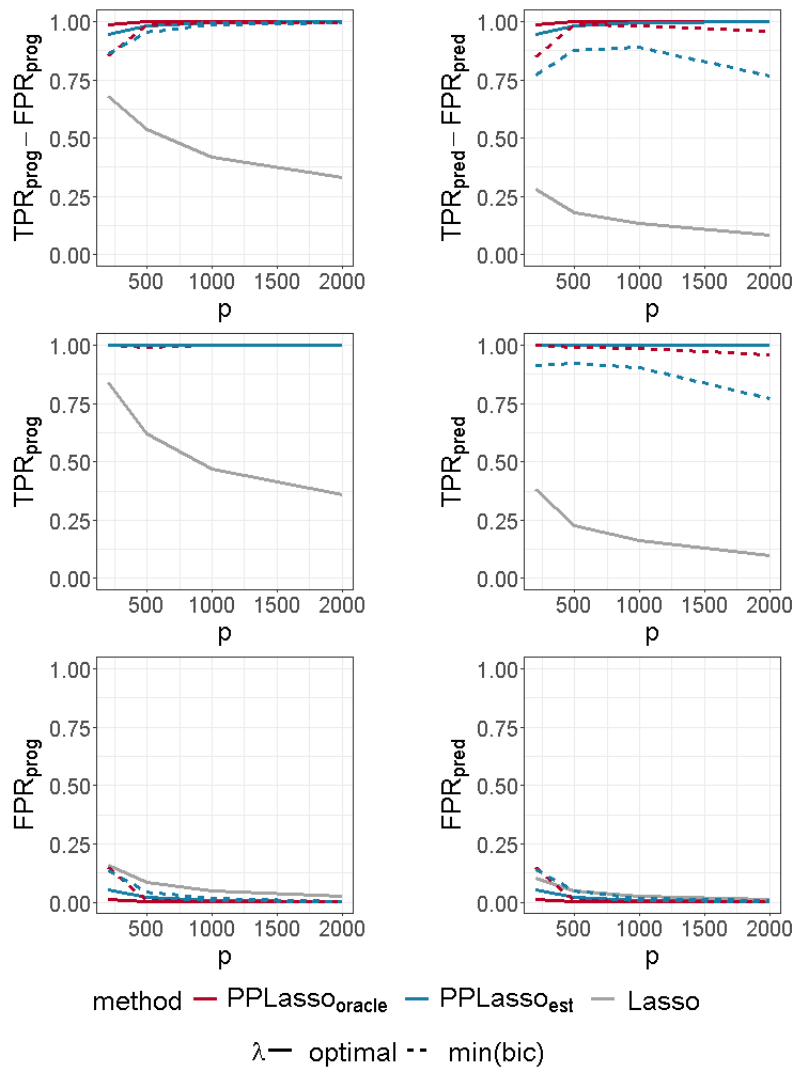 TPRprog − FPRprog
1.00
0.75
0.50
0.25
0.00
500 1000 1500 2000
p
TPRpred − FPRpred
1.00
0.75
0.50
0.25
0.00
500 1000 1500 2000
p
TPRprog
1.00
0.75
0.50
0.25
0.00
500 1000 1500 2000
p
TPRpred
1.00
0.75
0.50
0.25
0.00
500 1000 1500 2000
p
FPRprog
1.00
0.75
0.50
0.25
0.00
500 1000 1500 2000
p
FPRpred
1.00
0.75
0.50
0.25
0.00
500 1000 1500 2000
p
method PPLassooracle PPLassoest Lasso
λ optimal min(bic)